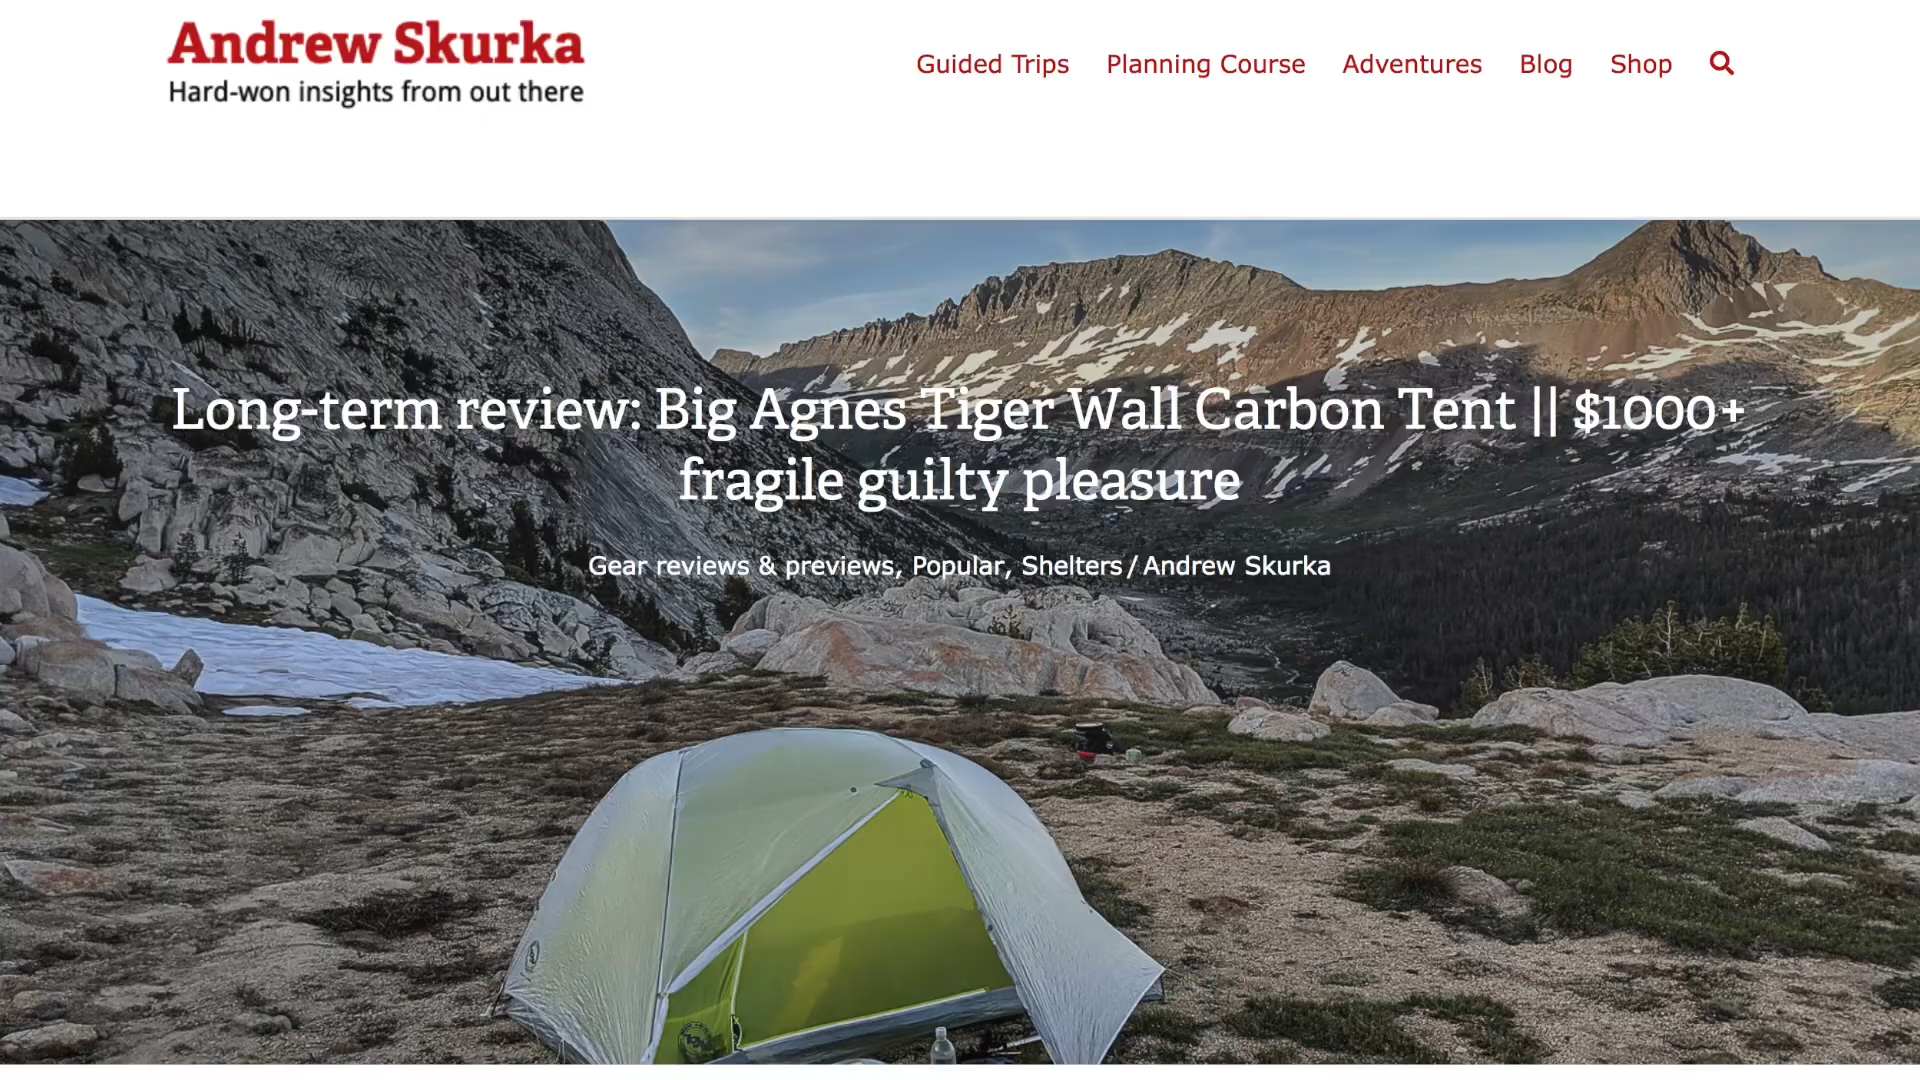 Andrew Skurka
Hard-won insights from out there
Guided Trips Planning Course Adventures Blog Shop
Long-term review: Big Agnes Tiger Wall Carbon Tent || $1000+
fragile guilty pleasure
Gear reviews & previews, Popular, Shelters / Andrew Skurka